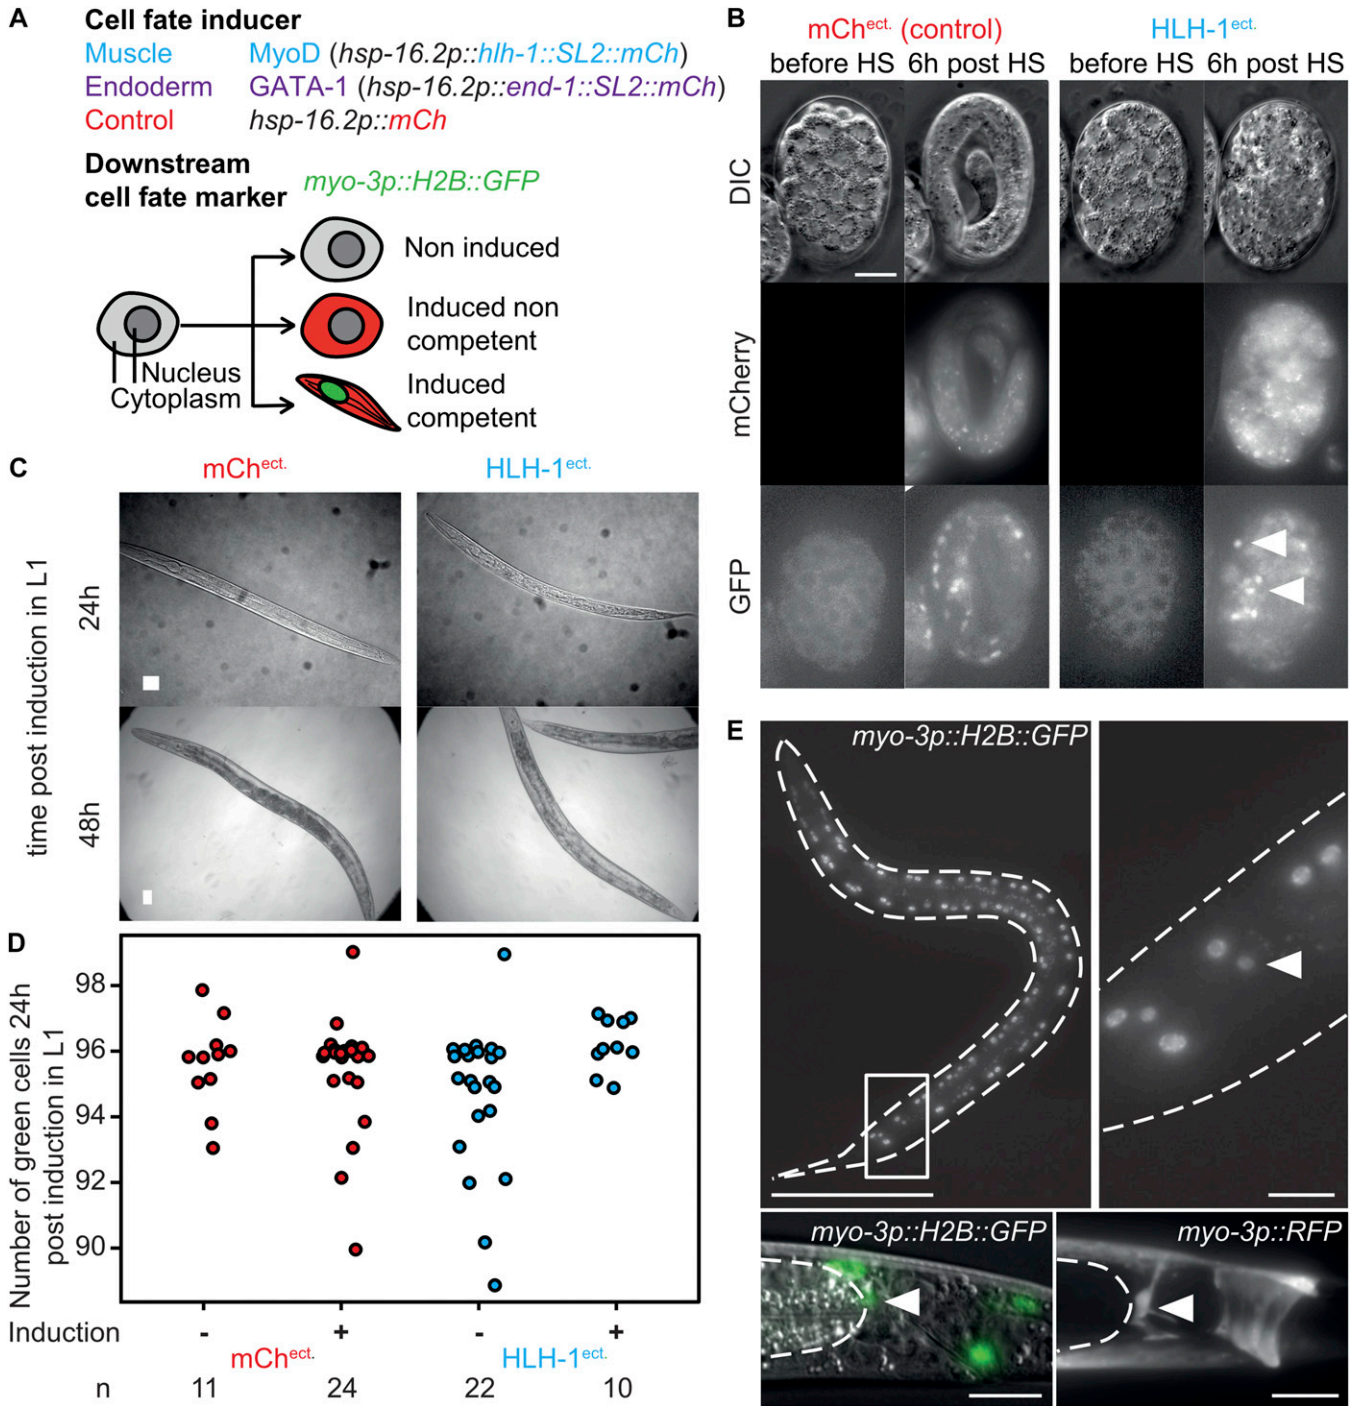 A
Cell fate inducer
Muscle MyoD (hsp-16.2p::hlh-1::SL2::mCh)
Endoderm GATA-1 (hsp-16.2p::end-1::SL2::mCh)
Control hsp-16.2p::mCh
Downstream
cell fate marker myo-3p::H2B::GFP
Non induced
Induced non
competent
Induced
competent
Nucleus
Cytoplasm
B
mCh^ect. (control) HLH-1^ect.
before HS 6h post HS before HS 6h post HS
DIC
mCherry
GFP
C
mCh^ect. HLH-1^ect.
time post induction in L1
24h
48h
D
Number of green cells 24h
post induction in L1
98
96
94
92
90
Induction - + - +
mCh^ect. HLH-1^ect.
n 11 24 22 10
E
myo-3p::H2B::GFP
myo-3p::H2B::GFP
myo-3p::RFP